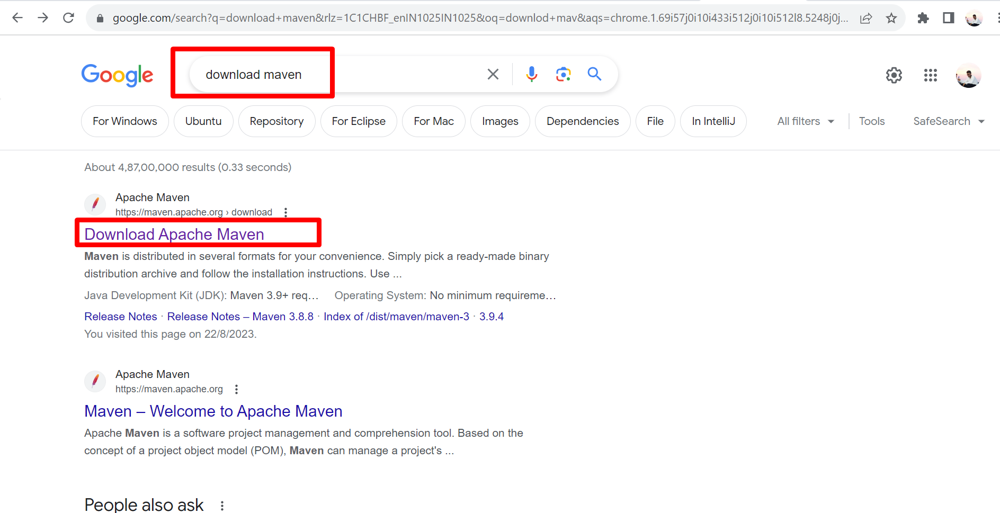 google.com/search?q=download+maven&rlz=1C1CHBF_enIN1025IN1025&oq=downlod+mav&aqs=chrome.1.69i57j0i10i433i512j0i10i512l8.5248j0j...
Google
download maven
For Windows
Ubuntu
Repository
For Eclipse
For Mac
Images
Dependencies
File
In IntelliJ
All filters
Tools
SafeSearch
About 4,87,00,000 results (0.33 seconds)
Apache Maven
https://maven.apache.org › download
Download Apache Maven
Maven is distributed in several formats for your convenience. Simply pick a ready-made binary
distribution archive and follow the installation instructions. Use ...
Java Development Kit (JDK): Maven 3.9+ req... Operating System: No minimum requireme...
Release Notes · Release Notes – Maven 3.8.8 · Index of /dist/maven/maven-3 · 3.9.4
You visited this page on 22/8/2023.
Apache Maven
https://maven.apache.org
Maven – Welcome to Apache Maven
Apache Maven is a software project management and comprehension tool. Based on the
concept of a project object model (POM), Maven can manage a project's ...
People also ask